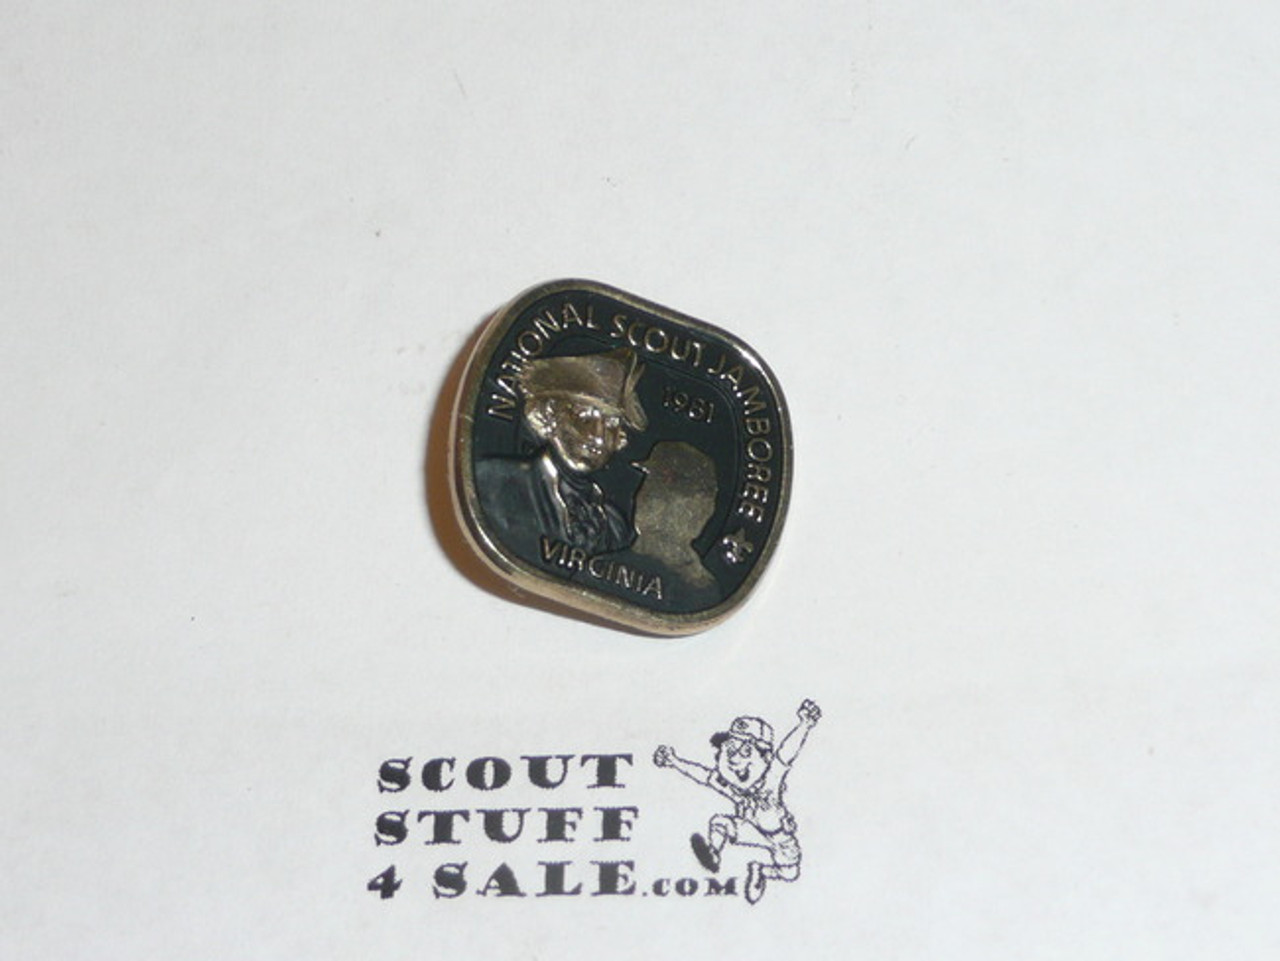 NATIONAL SCOUT JAMBOREE
1981
VIRGINIA
SCOUT
STUFF
4 SALE.COM